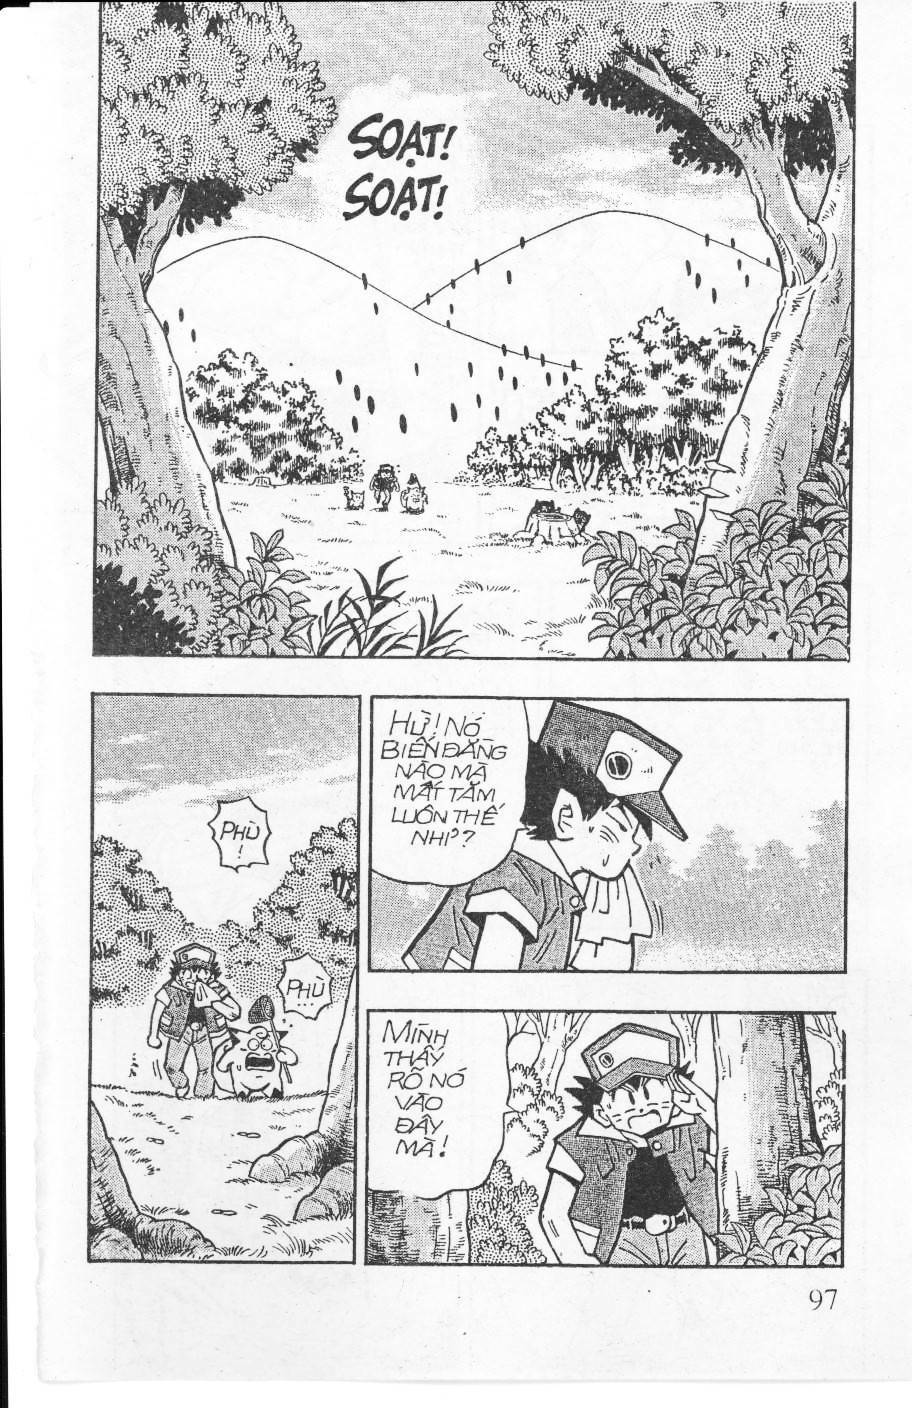 SOẠT!
SOẠT!
HỪ! NÓ
BIẾN ĐẰNG
NÀO MÀ
MẤT TĂM
LUÔN THẾ
NHỈ?
PHÙ
!
PHÙ
...
MÌNH
THẤY
RÕ NÓ
VÀO
ĐÂY
MÀ!
97